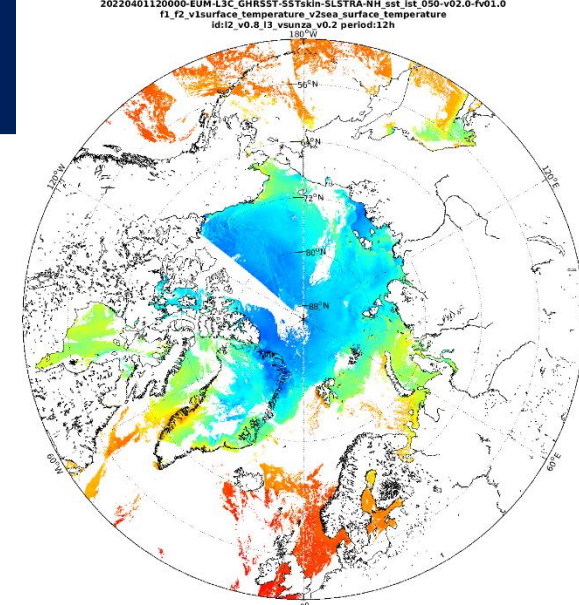 20220401120000-EUM-L3C_GHRSST-SSTskin-SLSTRA-NH_sst_ist_050-v02.0-fv01.0
f1_f2_v1surface_temperature_v2sea_surface_temperature
id:l2_v0.8_l3_vsunza_v0.2 period:12h
180°W
56°N
64°N
120°W
120°E
72°N
80°N
88°N
60°W
60°E
0°